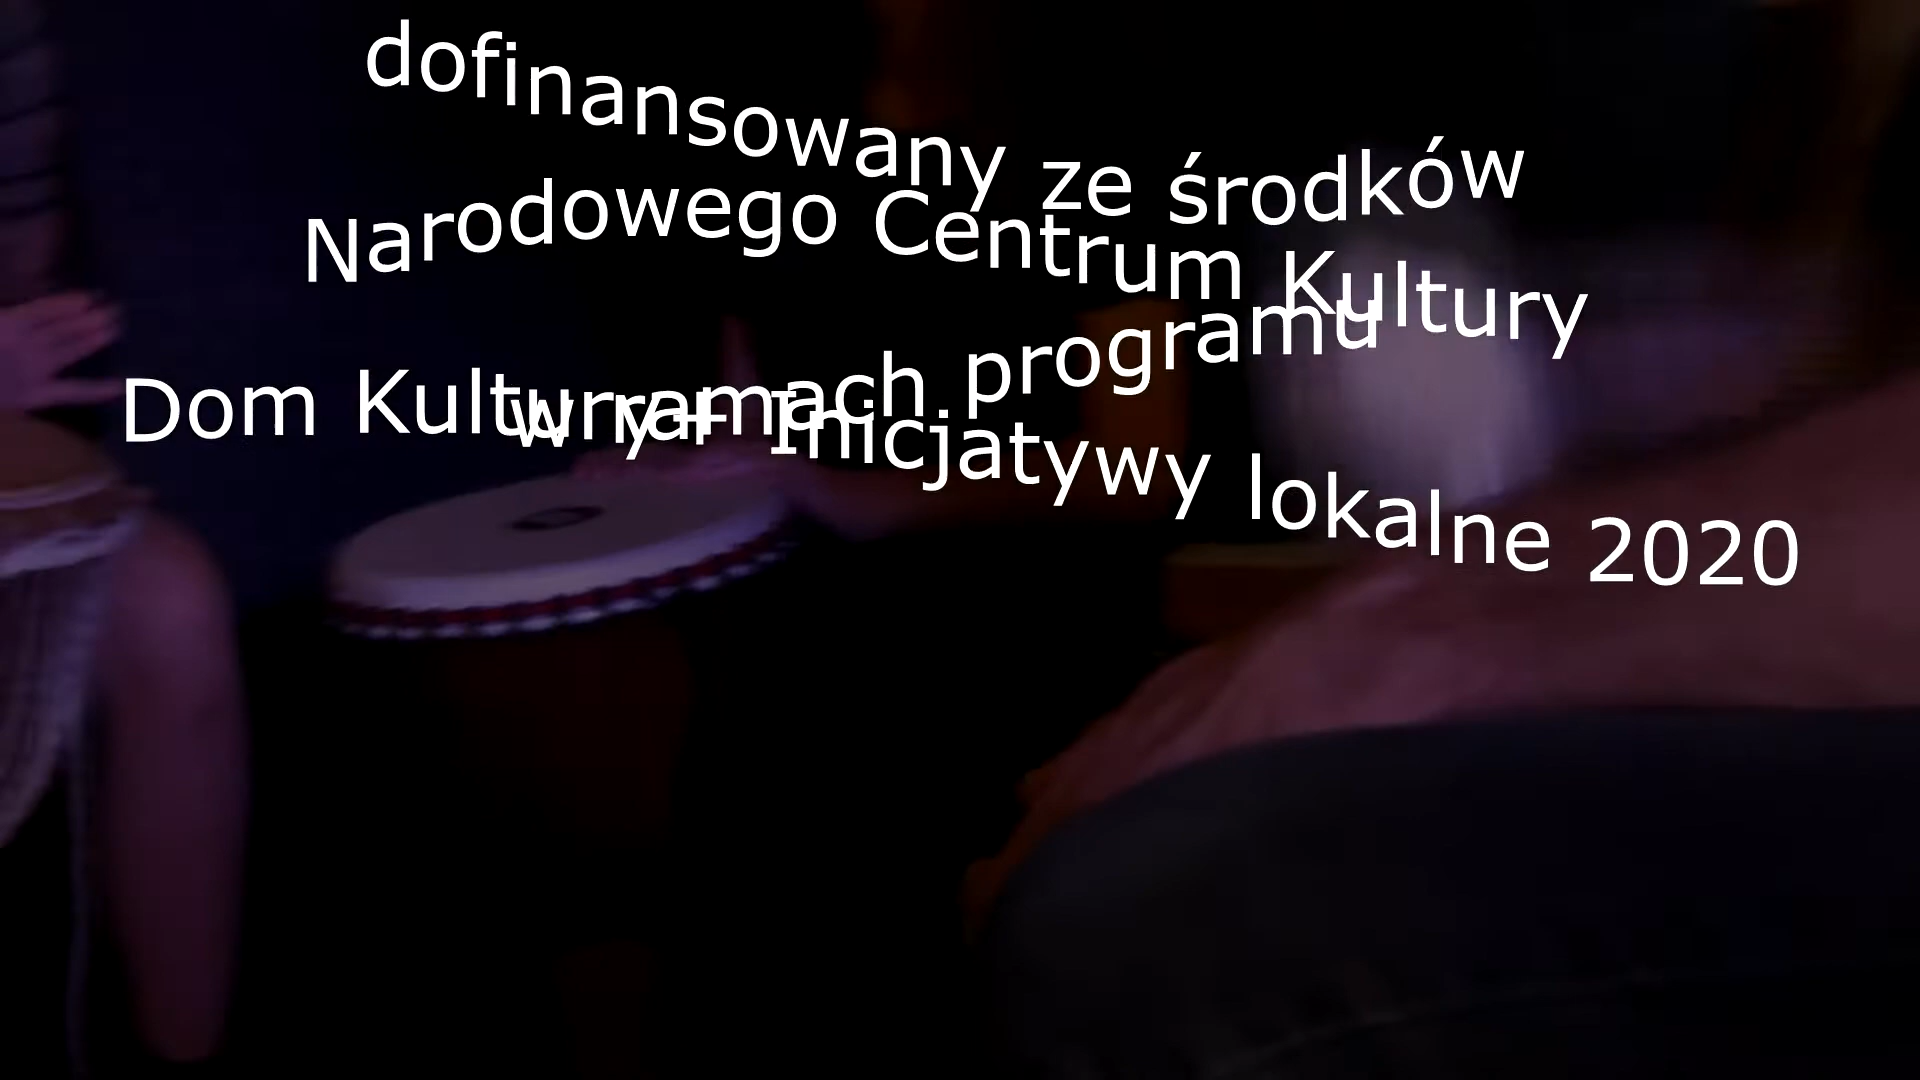 dofinansowany ze środków
Narodowego Centrum Kultury
w ramach programu
Dom Kultury+ Inicjatywy lokalne 2020